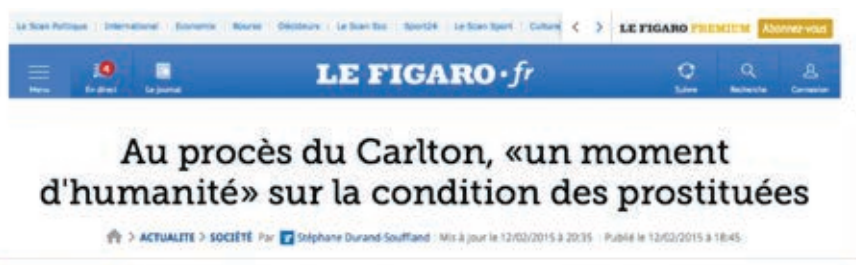 Le Scan Politique International Economie Bourse Décideurs Le Scan Eco Sport24 Le Scan Sport Culture < > LE FIGARO PREMIUM Abonnez-vous
4
Menu En direct Le journal LE FIGARO·fr Suivre Recherche Connexion
Au procès du Carlton, «un moment
d'humanité» sur la condition des prostituées
> ACTUALITE > SOCIÉTÉ Par Stéphane Durand-Souffland Mis à jour le 12/02/2015 à 20:35 Publié le 12/02/2015 à 18:45